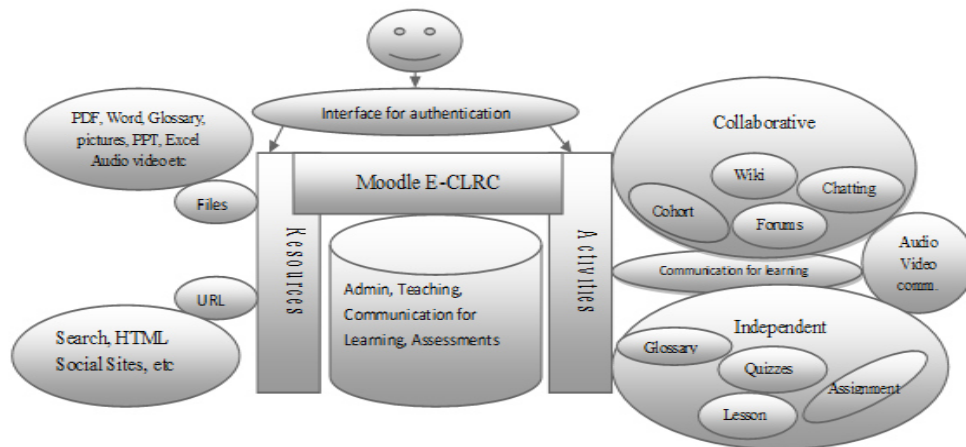 Interface for authentication
PDF, Word, Glossary,
pictures, PPT, Excel
Audio video etc
Files
URL
Search, HTML
Social Sites, etc
Resources
Moodle E-CLRC
Admin, Teaching,
Communication for
Learning, Assessments
Activities
Collaborative
Wiki
Chatting
Cohort
Forums
Communication for learning
Audio
Video
comm.
Independent
Glossary
Quizzes
Assignment
Lesson